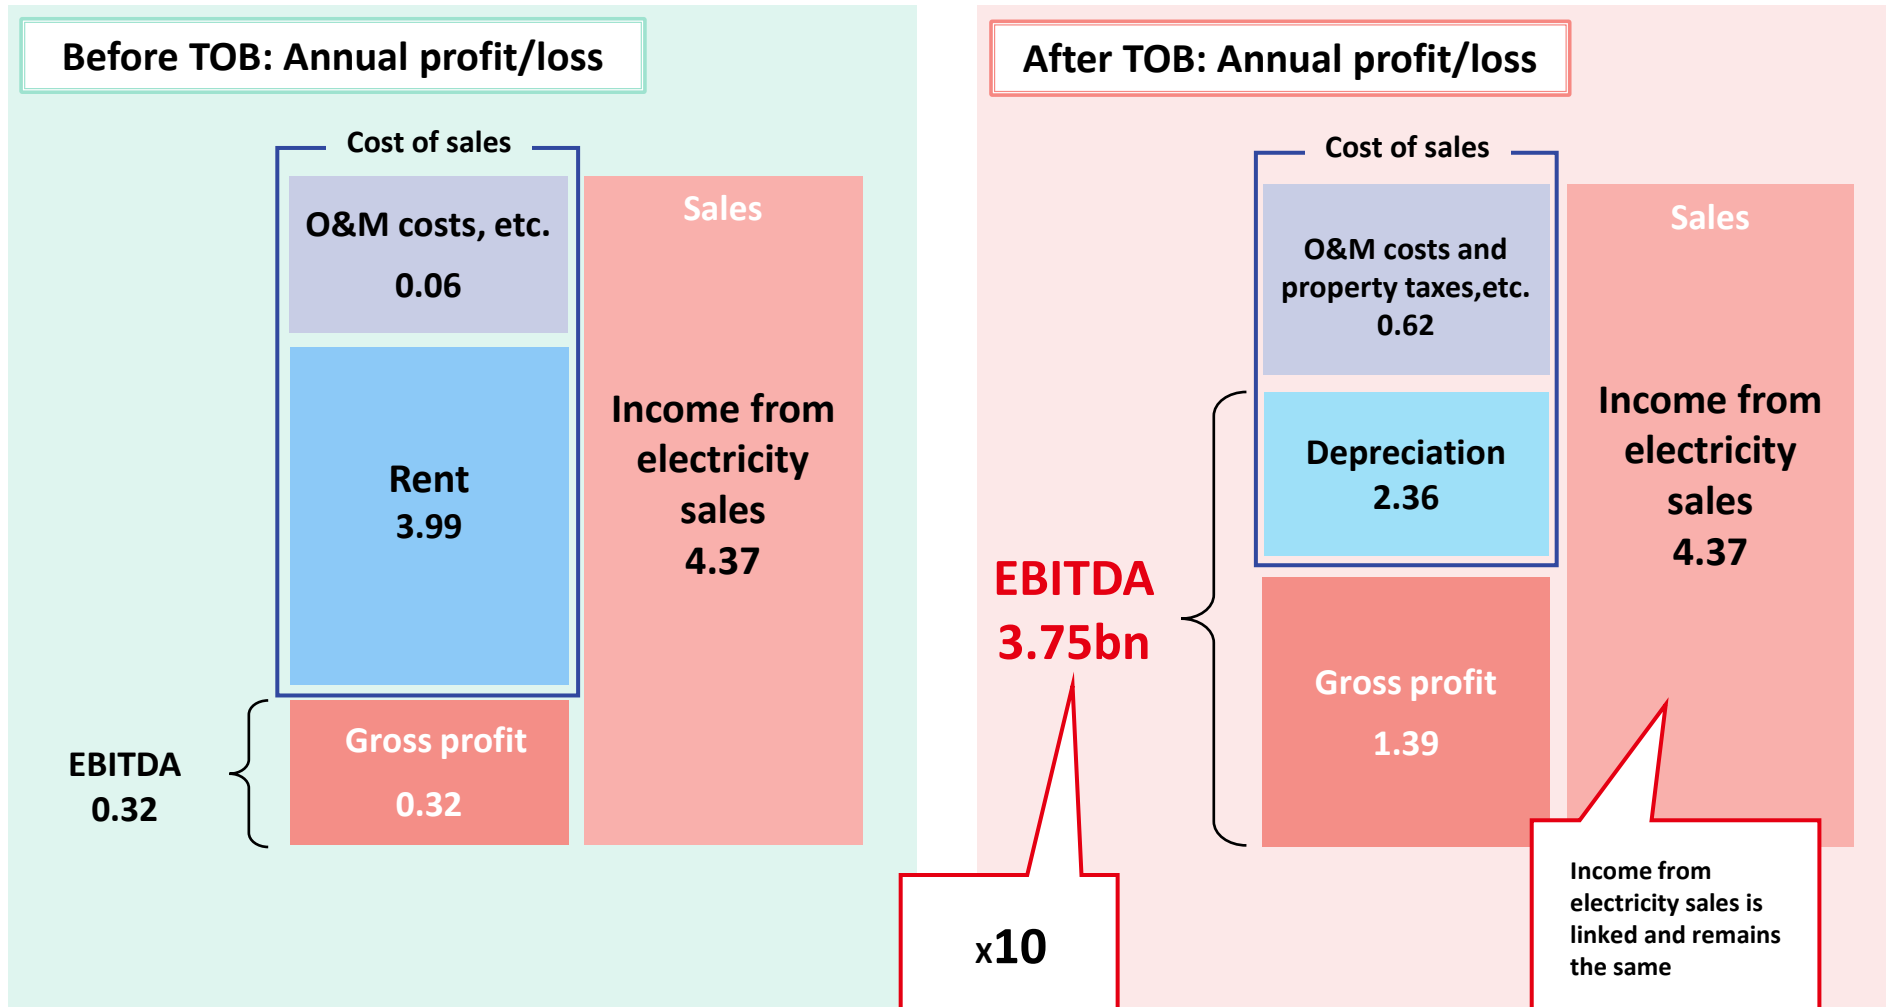 Before TOB: Annual profit/loss
Cost of sales
O&M costs, etc.
0.06
Rent
3.99
Gross profit
0.32
EBITDA
0.32
Sales
Income from
electricity
sales
4.37
After TOB: Annual profit/loss
Cost of sales
O&M costs and
property taxes,etc.
0.62
Depreciation
2.36
Gross profit
1.39
EBITDA
3.75bn
x10
Sales
Income from
electricity
sales
4.37
Income from
electricity sales is
linked and remains
the same